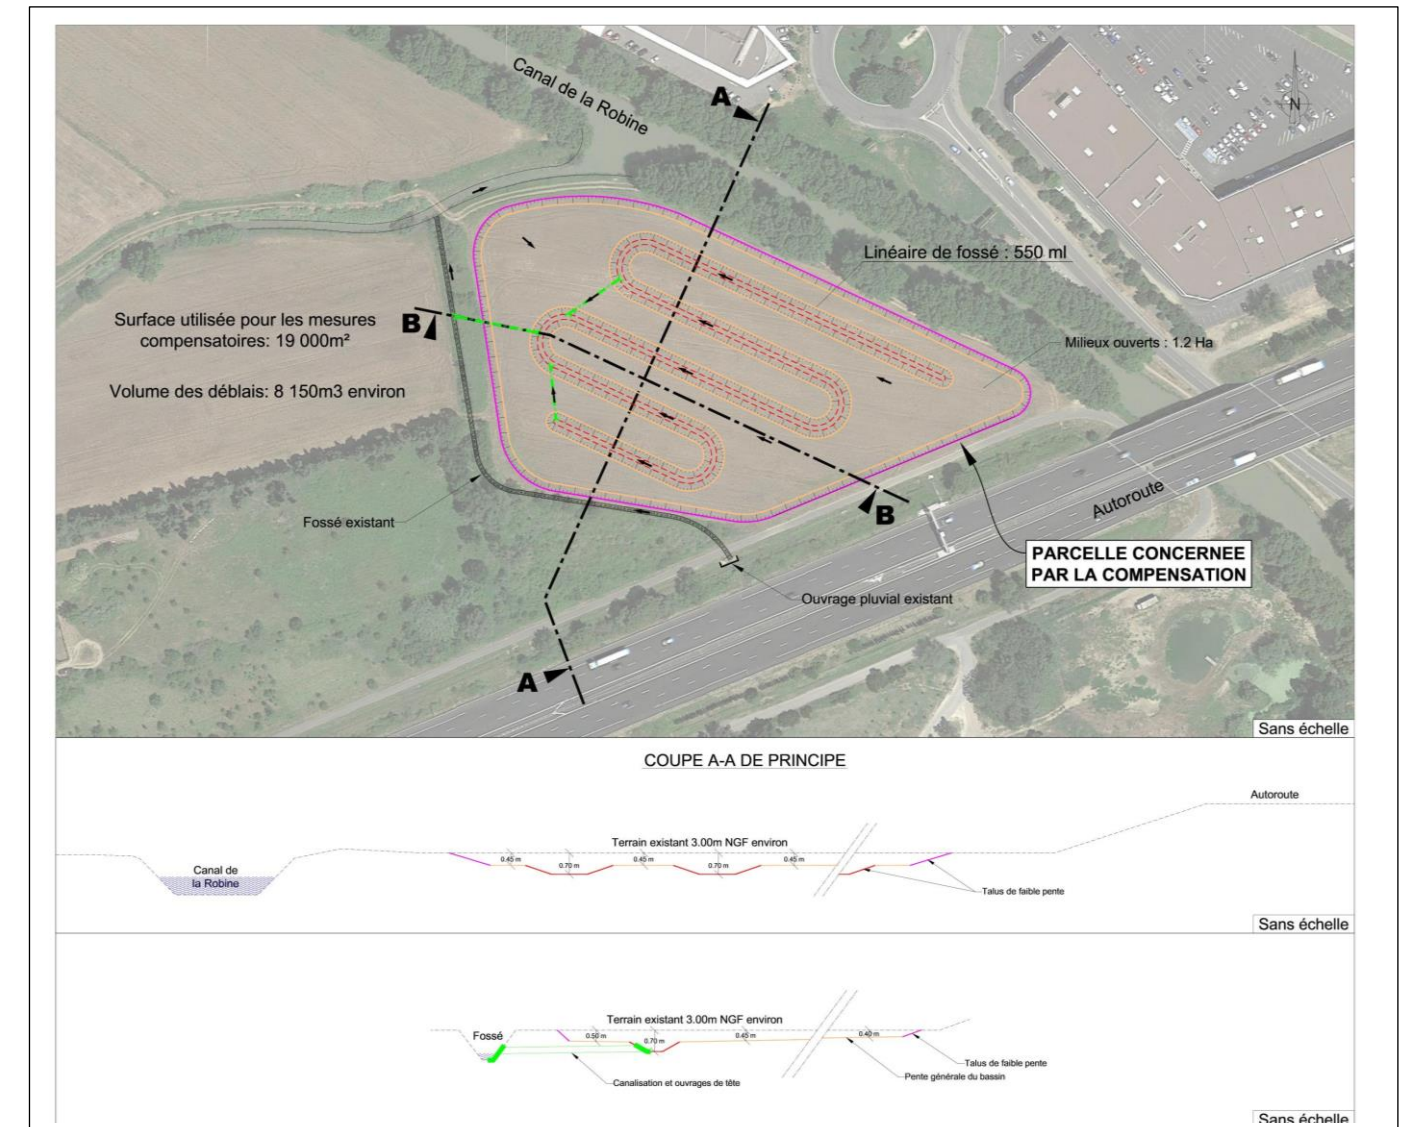 Canal de la Robine
A
N
Linéaire de fossé : 550 ml
Surface utilisée pour les mesures
compensatoires: 19 000m²
B
Milieux ouverts : 1.2 Ha
Volume des déblais: 8 150m3 environ
Autoroute
B
Fossé existant
PARCELLE CONCERNEE
PAR LA COMPENSATION
Ouvrage pluvial existant
A
Sans échelle
COUPE A-A DE PRINCIPE
Autoroute
Terrain existant 3.00m NGF environ
0.45 m
0.70 m
0.45 m
0.70 m
0.45 m
Canal de
la Robine
Talus de faible pente
Sans échelle
Terrain existant 3.00m NGF environ
Fossé
0.50 m
0.70 m
0.45 m
0.40 m
Talus de faible pente
Pente générale du bassin
Canalisation et ouvrages de tête
Sans échelle